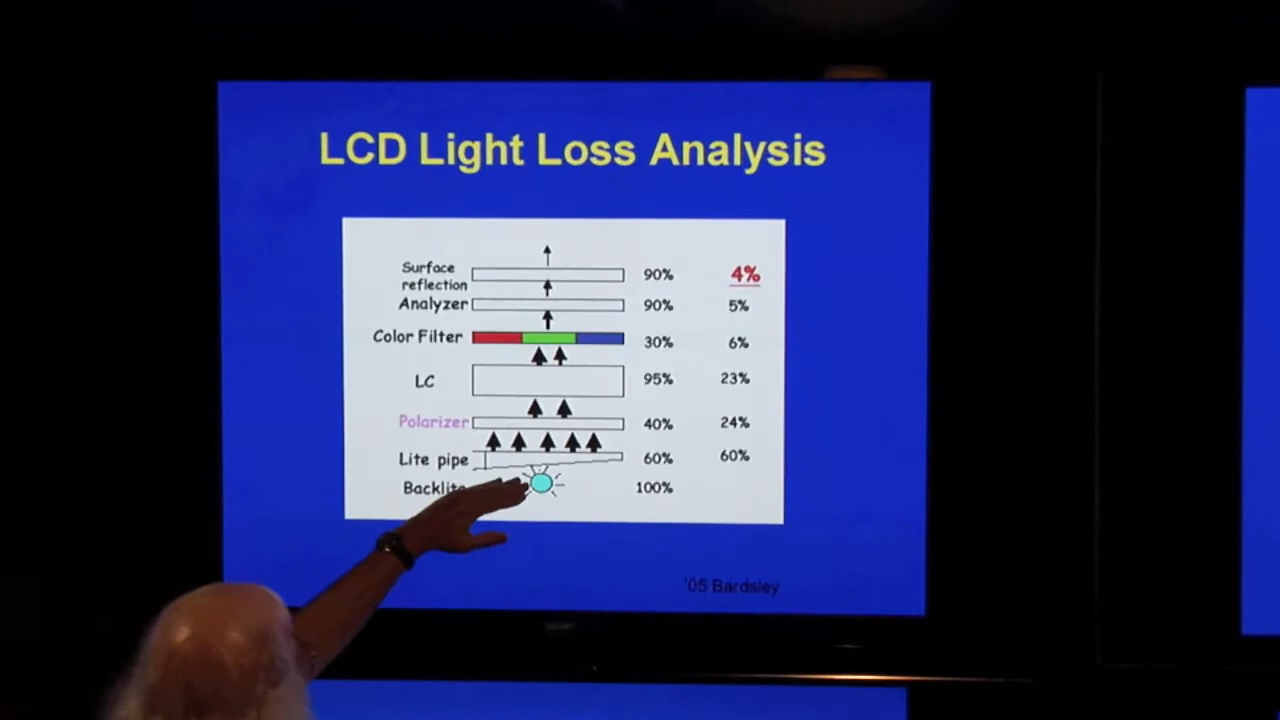 LCD Light Loss Analysis
Surface reflection 90% 4%
Analyzer 90% 5%
Color Filter 30% 6%
LC 95% 23%
Polarizer 40% 24%
Lite pipe 60% 60%
Backlite 100%
'05 Bardsley